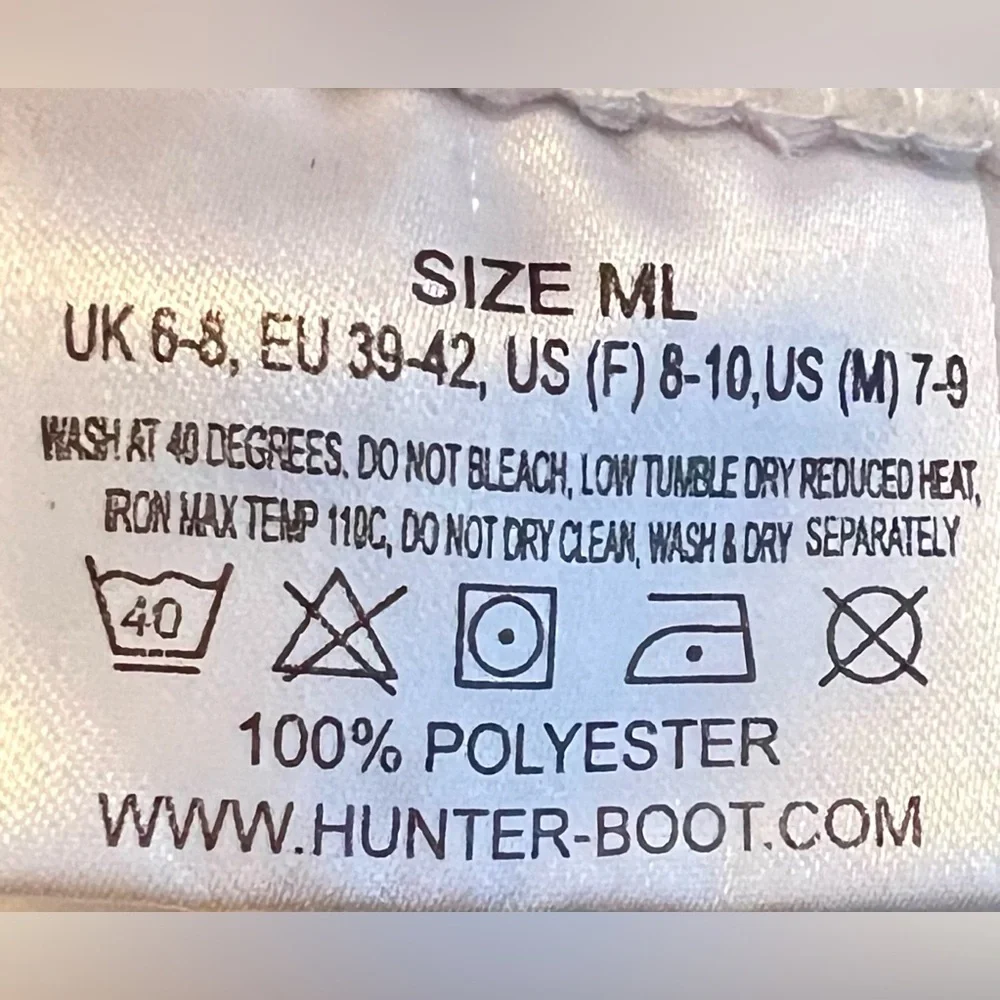 SIZE ML
UK 6-8, EU 39-42, US (F) 8-10,US (M) 7-9
WASH AT 40 DEGREES. DO NOT BLEACH, LOW TUMBLE DRY REDUCED HEAT,
IRON MAX TEMP 110C, DO NOT DRY CLEAN, WASH & DRY SEPARATELY
40
100% POLYESTER
WWW.HUNTER-BOOT.COM